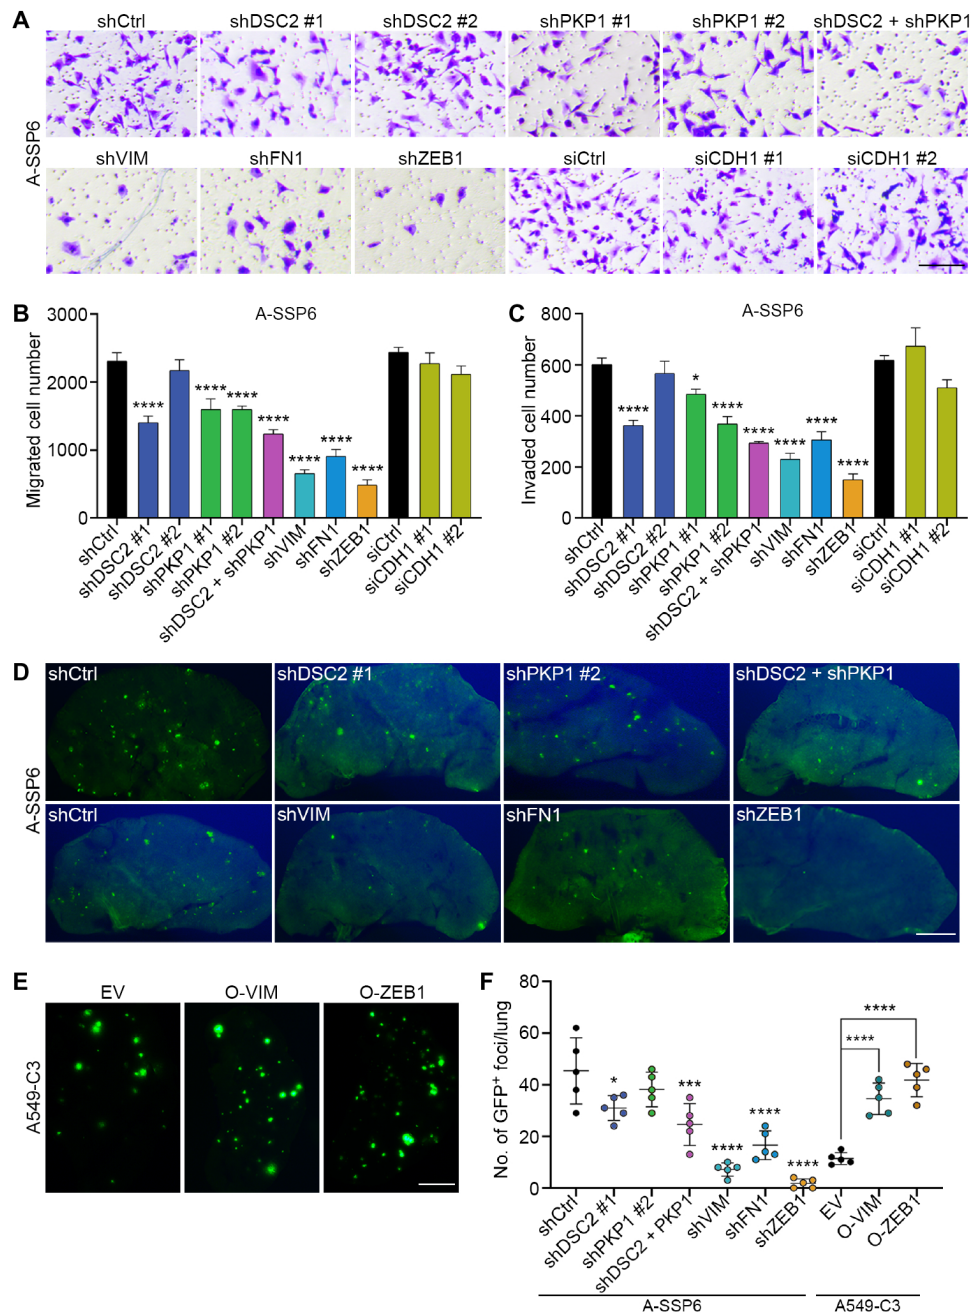 A
shCtrl shDSC2 #1 shDSC2 #2 shPKP1 #1 shPKP1 #2 shDSC2 + shPKP1
A-SSP6
shVIM shFN1 shZEB1 siCtrl siCDH1 #1 siCDH1 #2
B
A-SSP6
Migrated cell number
3000
2000
1000
0
**** **** **** **** **** **** ****
shCtrl shDSC2 #1 shDSC2 #2 shPKP1 #1 shPKP1 #2 shDSC2 + shPKP1 shVIM shFN1 shZEB1 siCtrl siCDH1 #1 siCDH1 #2
C
A-SSP6
Invaded cell number
800
600
400
200
0
**** * **** **** **** **** ****
shCtrl shDSC2 #1 shDSC2 #2 shPKP1 #1 shPKP1 #2 shDSC2 + shPKP1 shVIM shFN1 shZEB1 siCtrl siCDH1 #1 siCDH1 #2
D
A-SSP6
shCtrl shDSC2 #1 shPKP1 #2 shDSC2 + shPKP1
shCtrl shVIM shFN1 shZEB1
E
EV O-VIM O-ZEB1
A549-C3
F
No. of GFP⁺ foci/lung
80
60
40
20
0
* *** **** **** **** **** ****
shCtrl shDSC2 #1 shPKP1 #2 shDSC2 + PKP1 shVIM shFN1 shZEB1 EV O-VIM O-ZEB1
A-SSP6 A549-C3